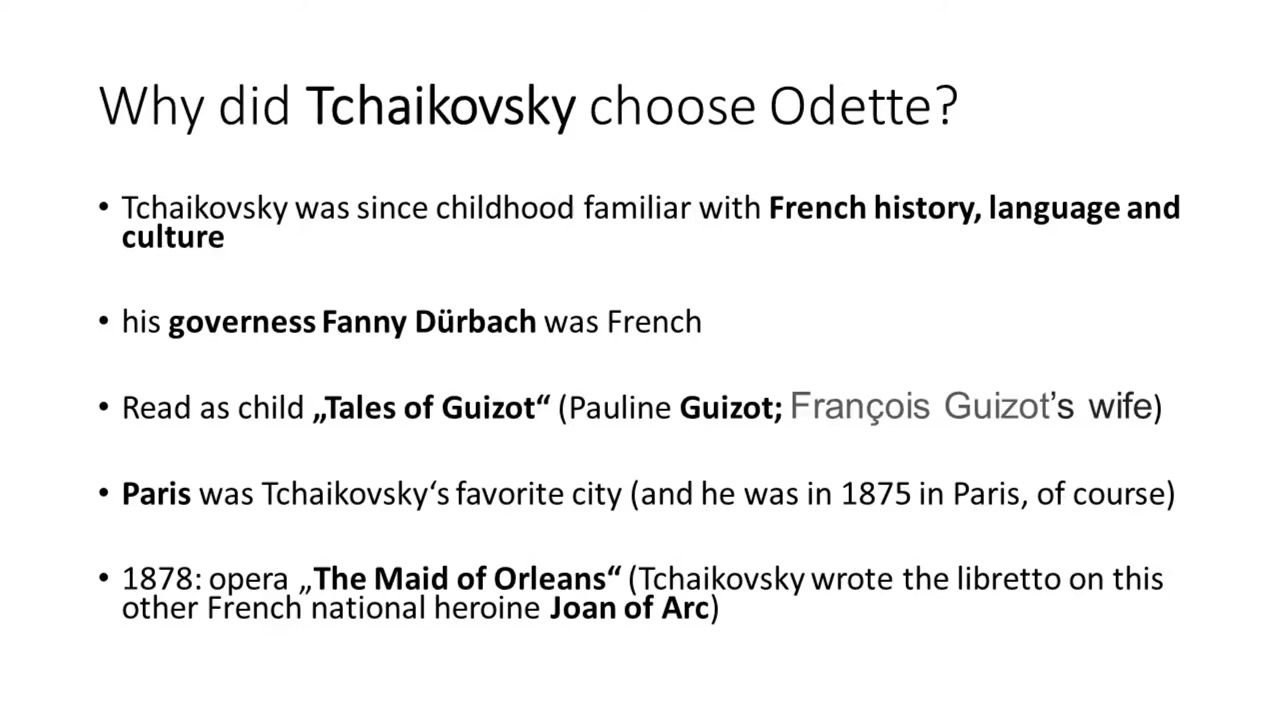 Why did Tchaikovsky choose Odette?
• Tchaikovsky was since childhood familiar with French history, language and
culture
• his governess Fanny Dürbach was French
• Read as child „Tales of Guizot“ (Pauline Guizot; François Guizot’s wife)
• Paris was Tchaikovsky‘s favorite city (and he was in 1875 in Paris, of course)
• 1878: opera „The Maid of Orleans“ (Tchaikovsky wrote the libretto on this
other French national heroine Joan of Arc)